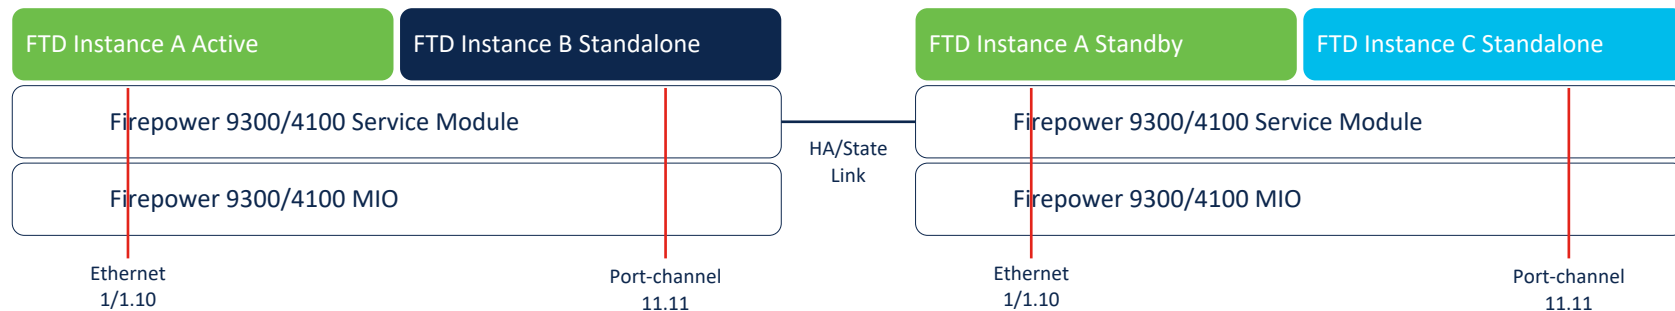 FTD Instance A Active
FTD Instance B Standalone
FTD Instance A Standby
FTD Instance C Standalone
Firepower 9300/4100 Service Module
HA/State
Link
Firepower 9300/4100 Service Module
Firepower 9300/4100 MIO
Firepower 9300/4100 MIO
Ethernet
1/1.10
Port-channel
11.11
Ethernet
1/1.10
Port-channel
11.11